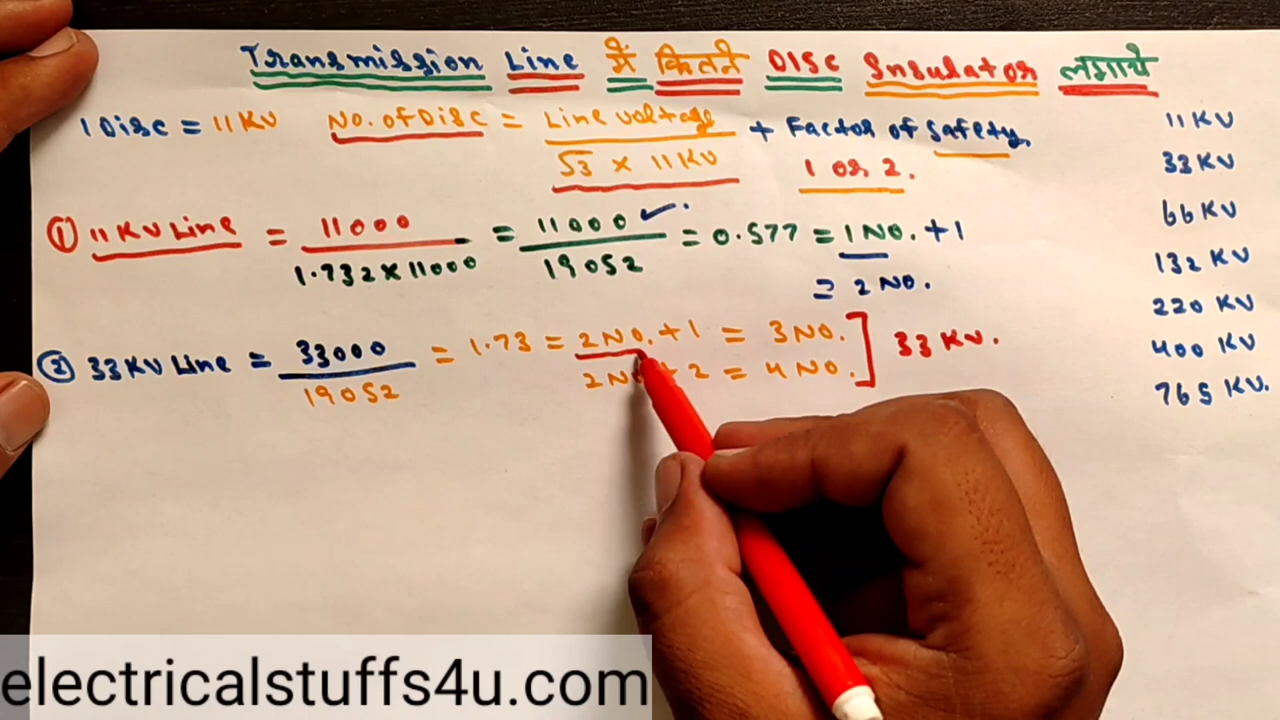 Transmission Line में कितने DISC Insulator लगाये
1 Disc = 11 KV No. of Disc = Line voltage / √3 × 11 KV + Factor of Safety,
1 or 2.
① 11 KV Line = 11000 / 1.732 × 11000 = 11000 ✓. / 19052 = 0.577 = 1 No. + 1
= 2 No.
② 33 KV Line = 33000 / 19052 = 1.73 = 2 No. + 1 = 3 No. ] 33 KV.
2 No + 2 = 4 No.
11 KV
33 KV
66 KV
132 KV
220 KV
400 KV
765 KV.
electricalstuffs4u.com